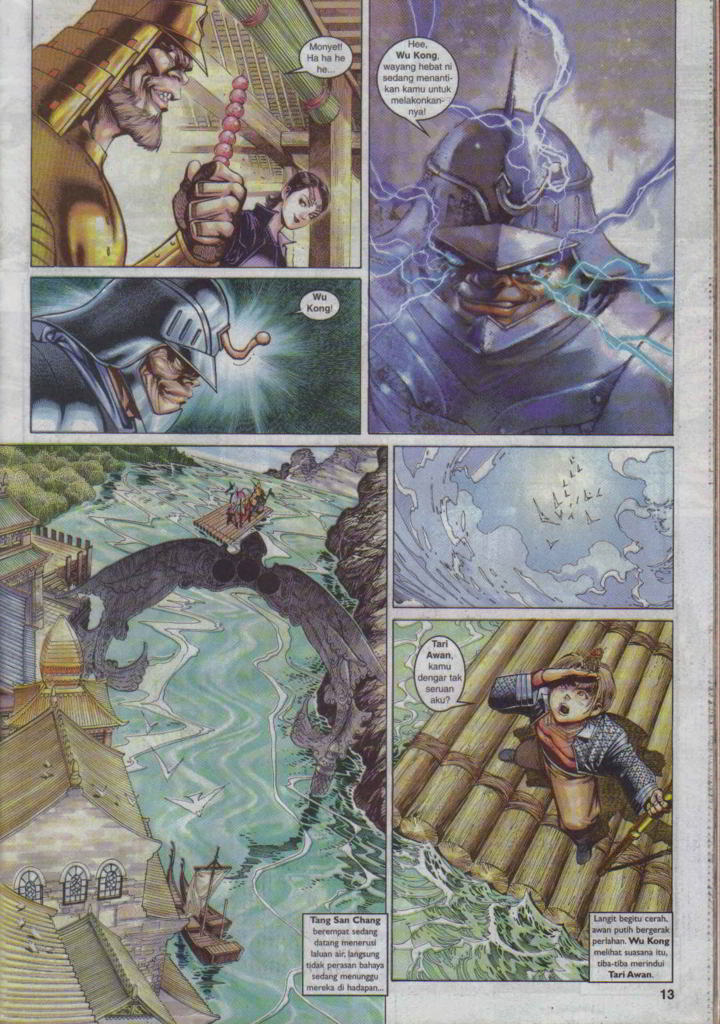 Monyet!
Ha ha he
he...
Hee,
Wu Kong,
wayang hebat ni
sedang menanti-
kan kamu untuk
melakonkan-
nya!
Wu
Kong!
Tang San Chang
berempat sedang
datang menerusi
laluan air, langsung
tidak perasan bahaya
sedang menunggu
mereka di hadapan...
Tari
Awan,
kamu
dengar tak
seruan
aku?
Langit begitu cerah,
awan putih bergerak
perlahan. Wu Kong
melihat suasana itu,
tiba-tiba merindui
Tari Awan.
13